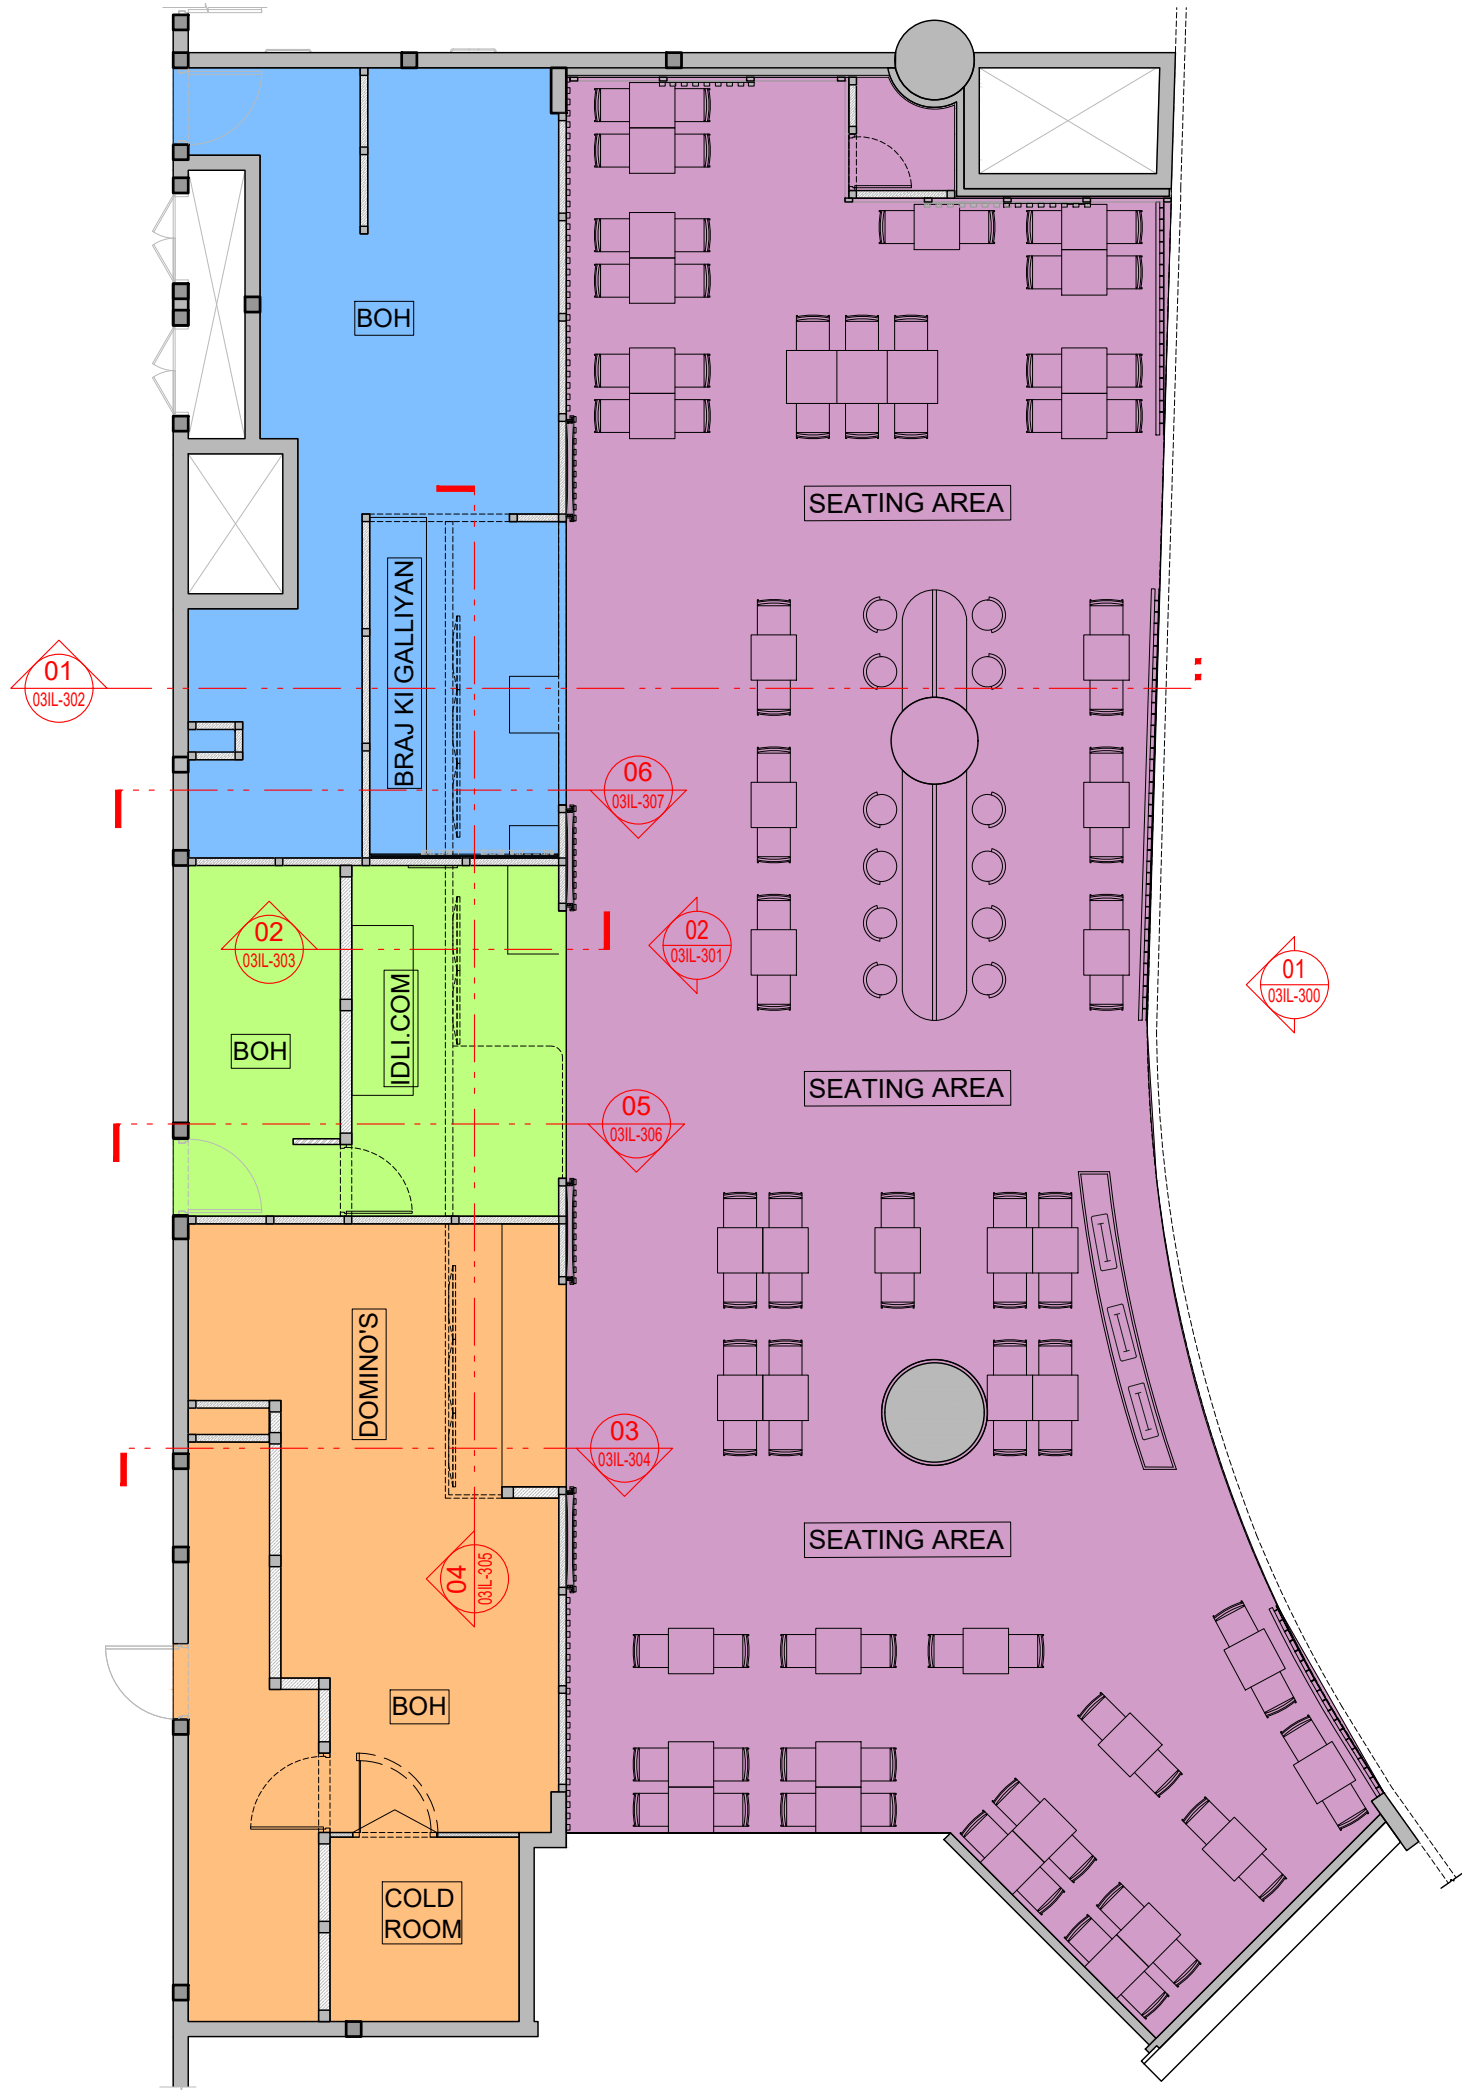 BOH
SEATING AREA
BRAJ KI GALLIYAN
01
03IL-302
06
03IL-307
02
03IL-303
02
03IL-301
01
03IL-300
IDLI.COM
BOH
SEATING AREA
05
03IL-306
DOMINO'S
03
03IL-304
SEATING AREA
04
03IL-305
BOH
COLD
ROOM